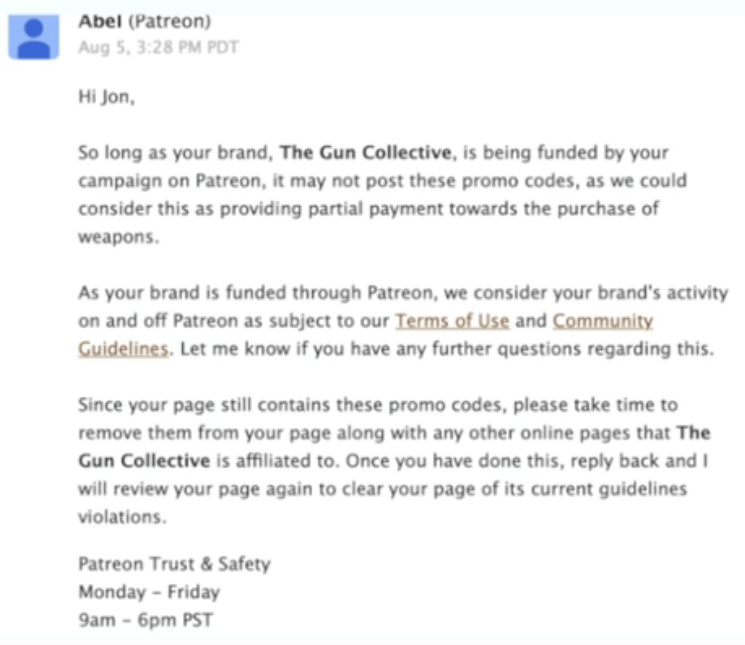 Abel (Patreon)
Aug 5, 3:28 PM PDT
Hi Jon,
So long as your brand, The Gun Collective, is being funded by your
campaign on Patreon, it may not post these promo codes, as we could
consider this as providing partial payment towards the purchase of
weapons.
As your brand is funded through Patreon, we consider your brand's activity
on and off Patreon as subject to our Terms of Use and Community
Guidelines. Let me know if you have any further questions regarding this.
Since your page still contains these promo codes, please take time to
remove them from your page along with any other online pages that The
Gun Collective is affiliated to. Once you have done this, reply back and I
will review your page again to clear your page of its current guidelines
violations.
Patreon Trust & Safety
Monday – Friday
9am – 6pm PST